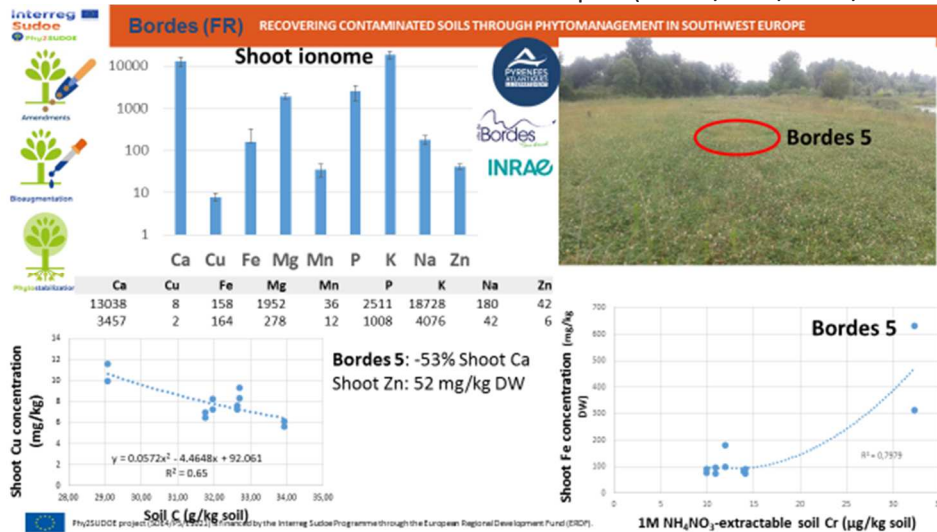 Interreg
Sudoe
Phy2SUDOE
Bordes (FR) RECOVERING CONTAMINATED SOILS THROUGH PHYTOMANAGEMENT IN SOUTHWEST EUROPE
Amendments
Bioaugmentation
Phytostabilization
Shoot ionome
10000
1000
100
10
1
Ca Cu Fe Mg Mn P K Na Zn
PYRÉNÉES
ATLANTIQUES
LE DÉPARTEMENT
Bordes
INRAE
Bordes 5
Ca Cu Fe Mg Mn P K Na Zn
13038 8 158 1952 36 2511 18728 180 42
3457 2 164 278 12 1008 4076 42 6
Shoot Cu concentration
(mg/kg)
14
12
10
8
6
4
2
0
y = 0.0572x² - 4.4648x + 92.061
R² = 0.65
28,00 29,00 30,00 31,00 32,00 33,00 34,00 35,00
Soil C (g/kg soil)
Bordes 5: -53% Shoot Ca
Shoot Zn: 52 mg/kg DW
Shoot Fe concentration (mg/kg
DW)
700
600
500
400
300
200
100
0
Bordes 5
R² = 0,7979
0 5 10 15 20 25 30
1M NH₄NO₃-extractable soil Cr (µg/kg soil)
Phy2SUDOE project is financed by the Interreg Sudoe Programme through the European Regional Development Fund (ERDF).